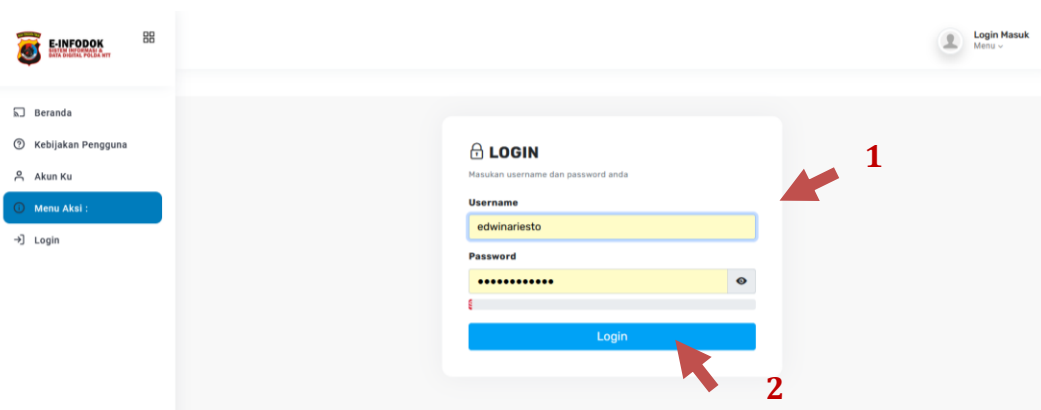 E-INFODOK
SISTEM INFORMASI &
DATA DIGITAL POLDA NTT
Login Masuk
Menu
Beranda
Kebijakan Pengguna
Akun Ku
Menu Aksi :
Login
LOGIN
Masukan username dan password anda
Username
edwinariesto
Password
••••••••••••
Login
1
2